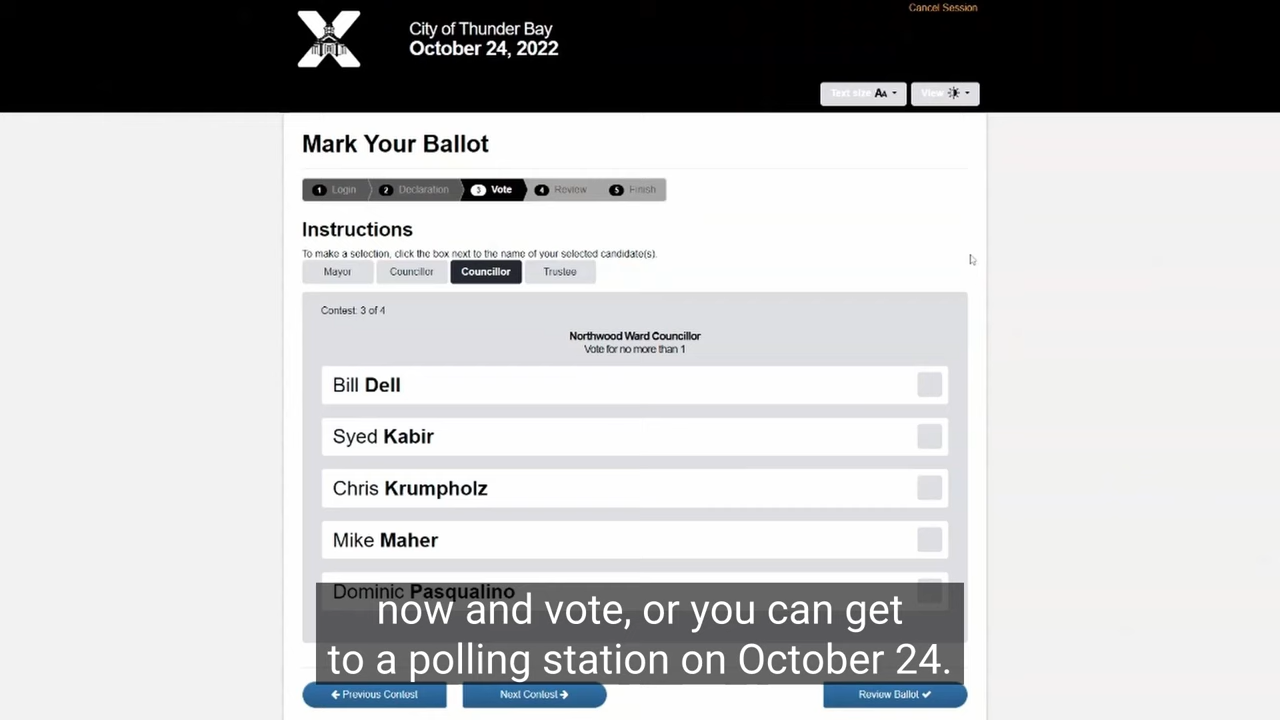 Cancel Session
City of Thunder Bay
October 24, 2022
Text size AA
View
Mark Your Ballot
1 Login 2 Declaration 3 Vote 4 Review 5 Finish
Instructions
To make a selection, click the box next to the name of your selected candidate(s).
Mayor Councillor Councillor Trustee
Contest: 3 of 4
Northwood Ward Councillor
Vote for no more than 1
Bill Dell
Syed Kabir
Chris Krumpholz
Mike Maher
Dominic Pasqualino
now and vote, or you can get
to a polling station on October 24.
Previous Contest Next Contest Review Ballot